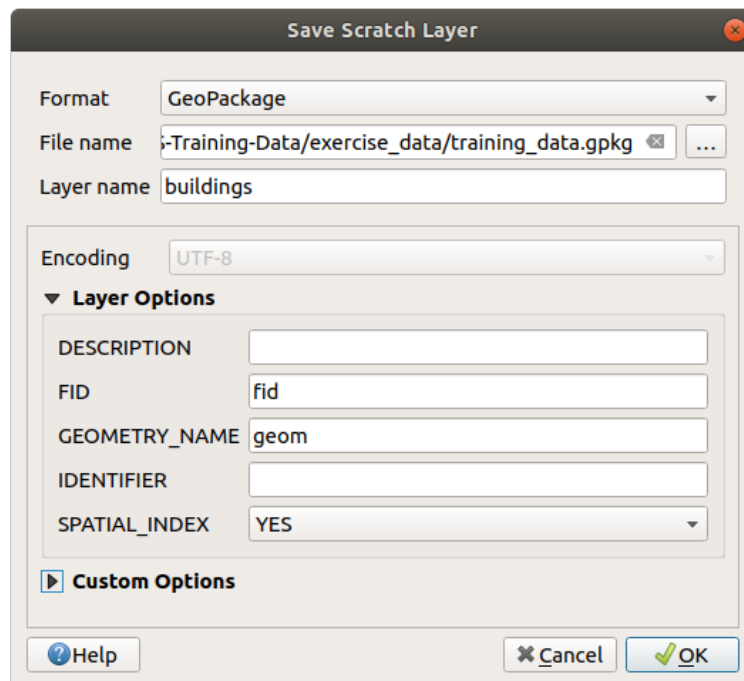 Save Scratch Layer
Format GeoPackage
File name -Training-Data/exercise_data/training_data.gpkg ...
Layer name buildings
Encoding UTF-8
Layer Options
DESCRIPTION
FID fid
GEOMETRY_NAME geom
IDENTIFIER
SPATIAL_INDEX YES
Custom Options
Help Cancel OK